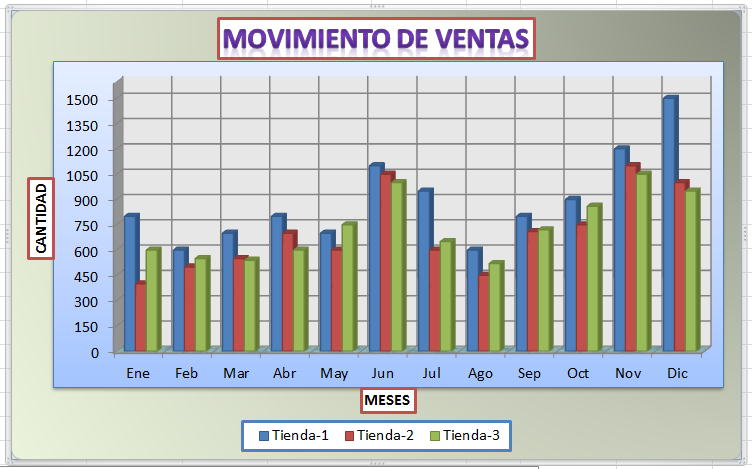 MOVIMIENTO DE VENTAS
1500
1350
1200
1050
900
750
600
450
300
150
0
CANTIDAD
Ene Feb Mar Abr May Jun Jul Ago Sep Oct Nov Dic
MESES
Tienda-1 Tienda-2 Tienda-3